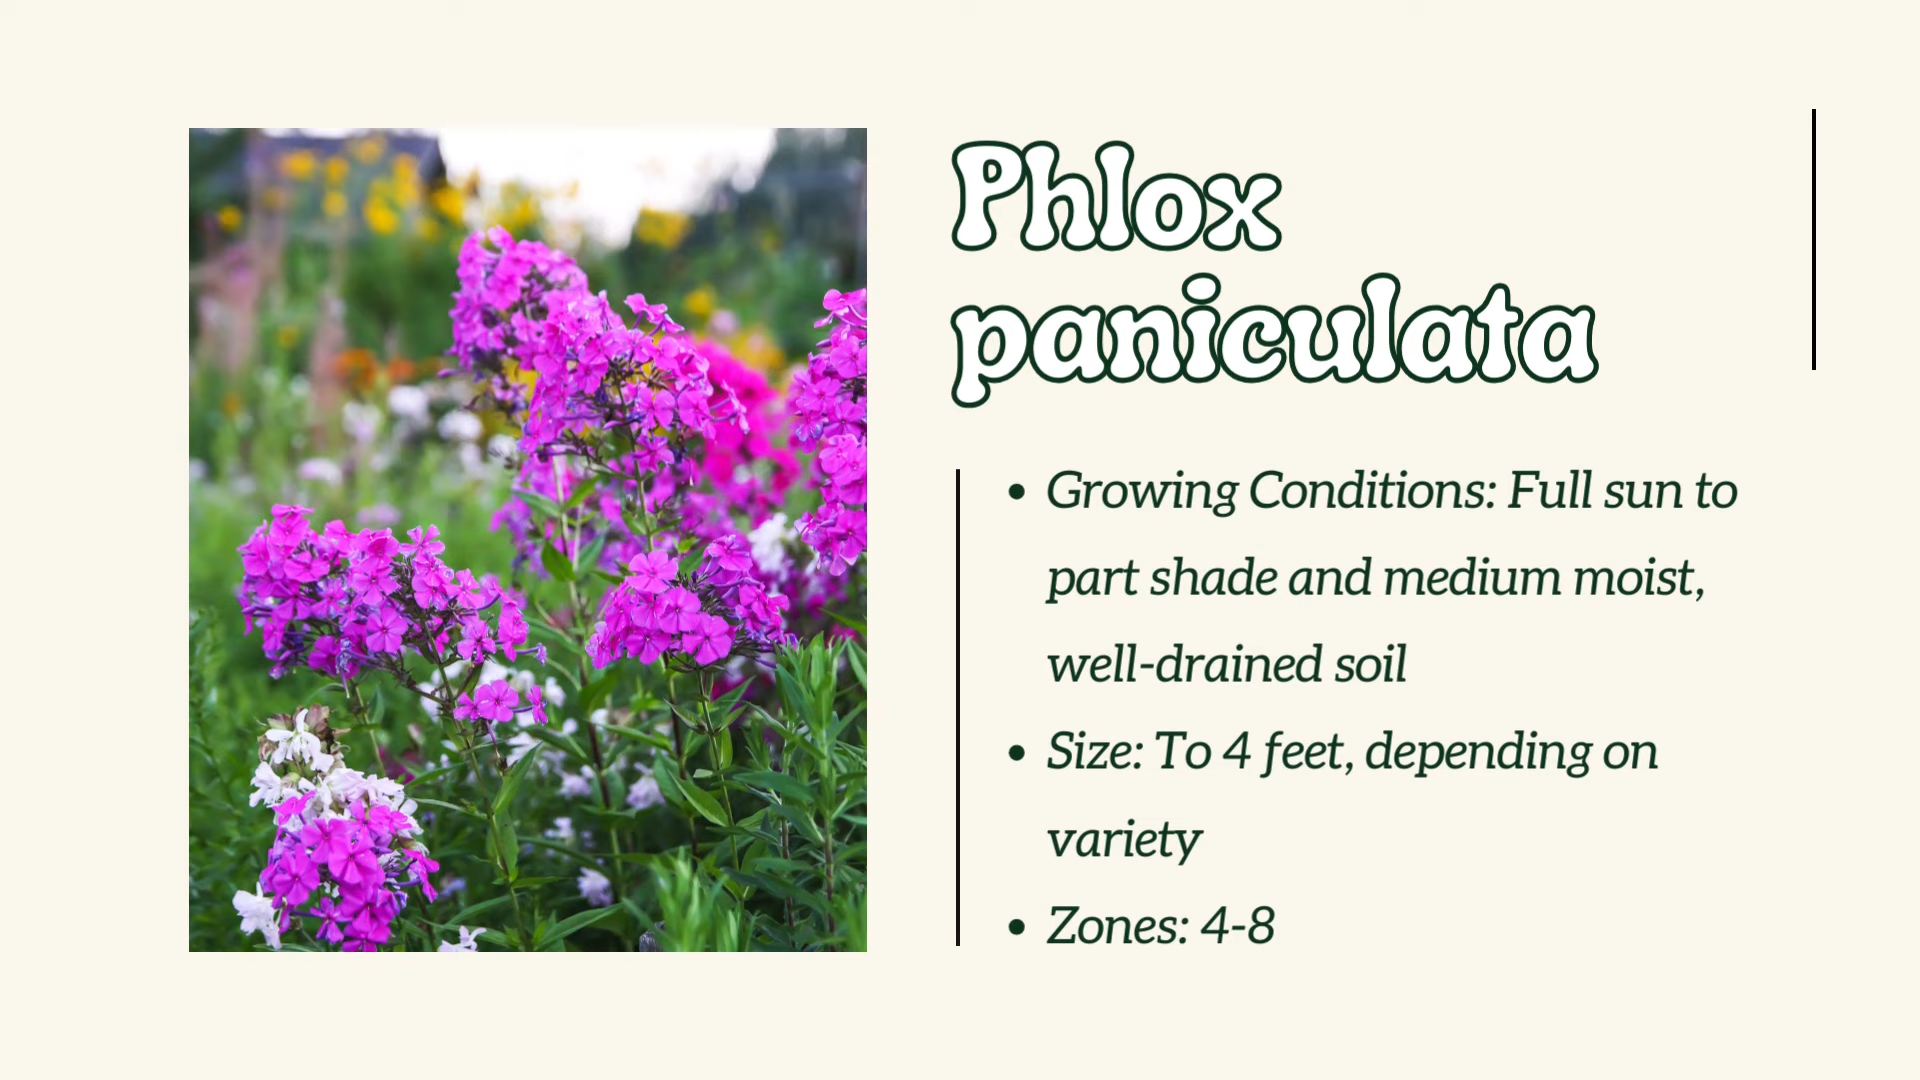 Phlox
paniculata
• Growing Conditions: Full sun to
part shade and medium moist,
well-drained soil
• Size: To 4 feet, depending on
variety
• Zones: 4-8